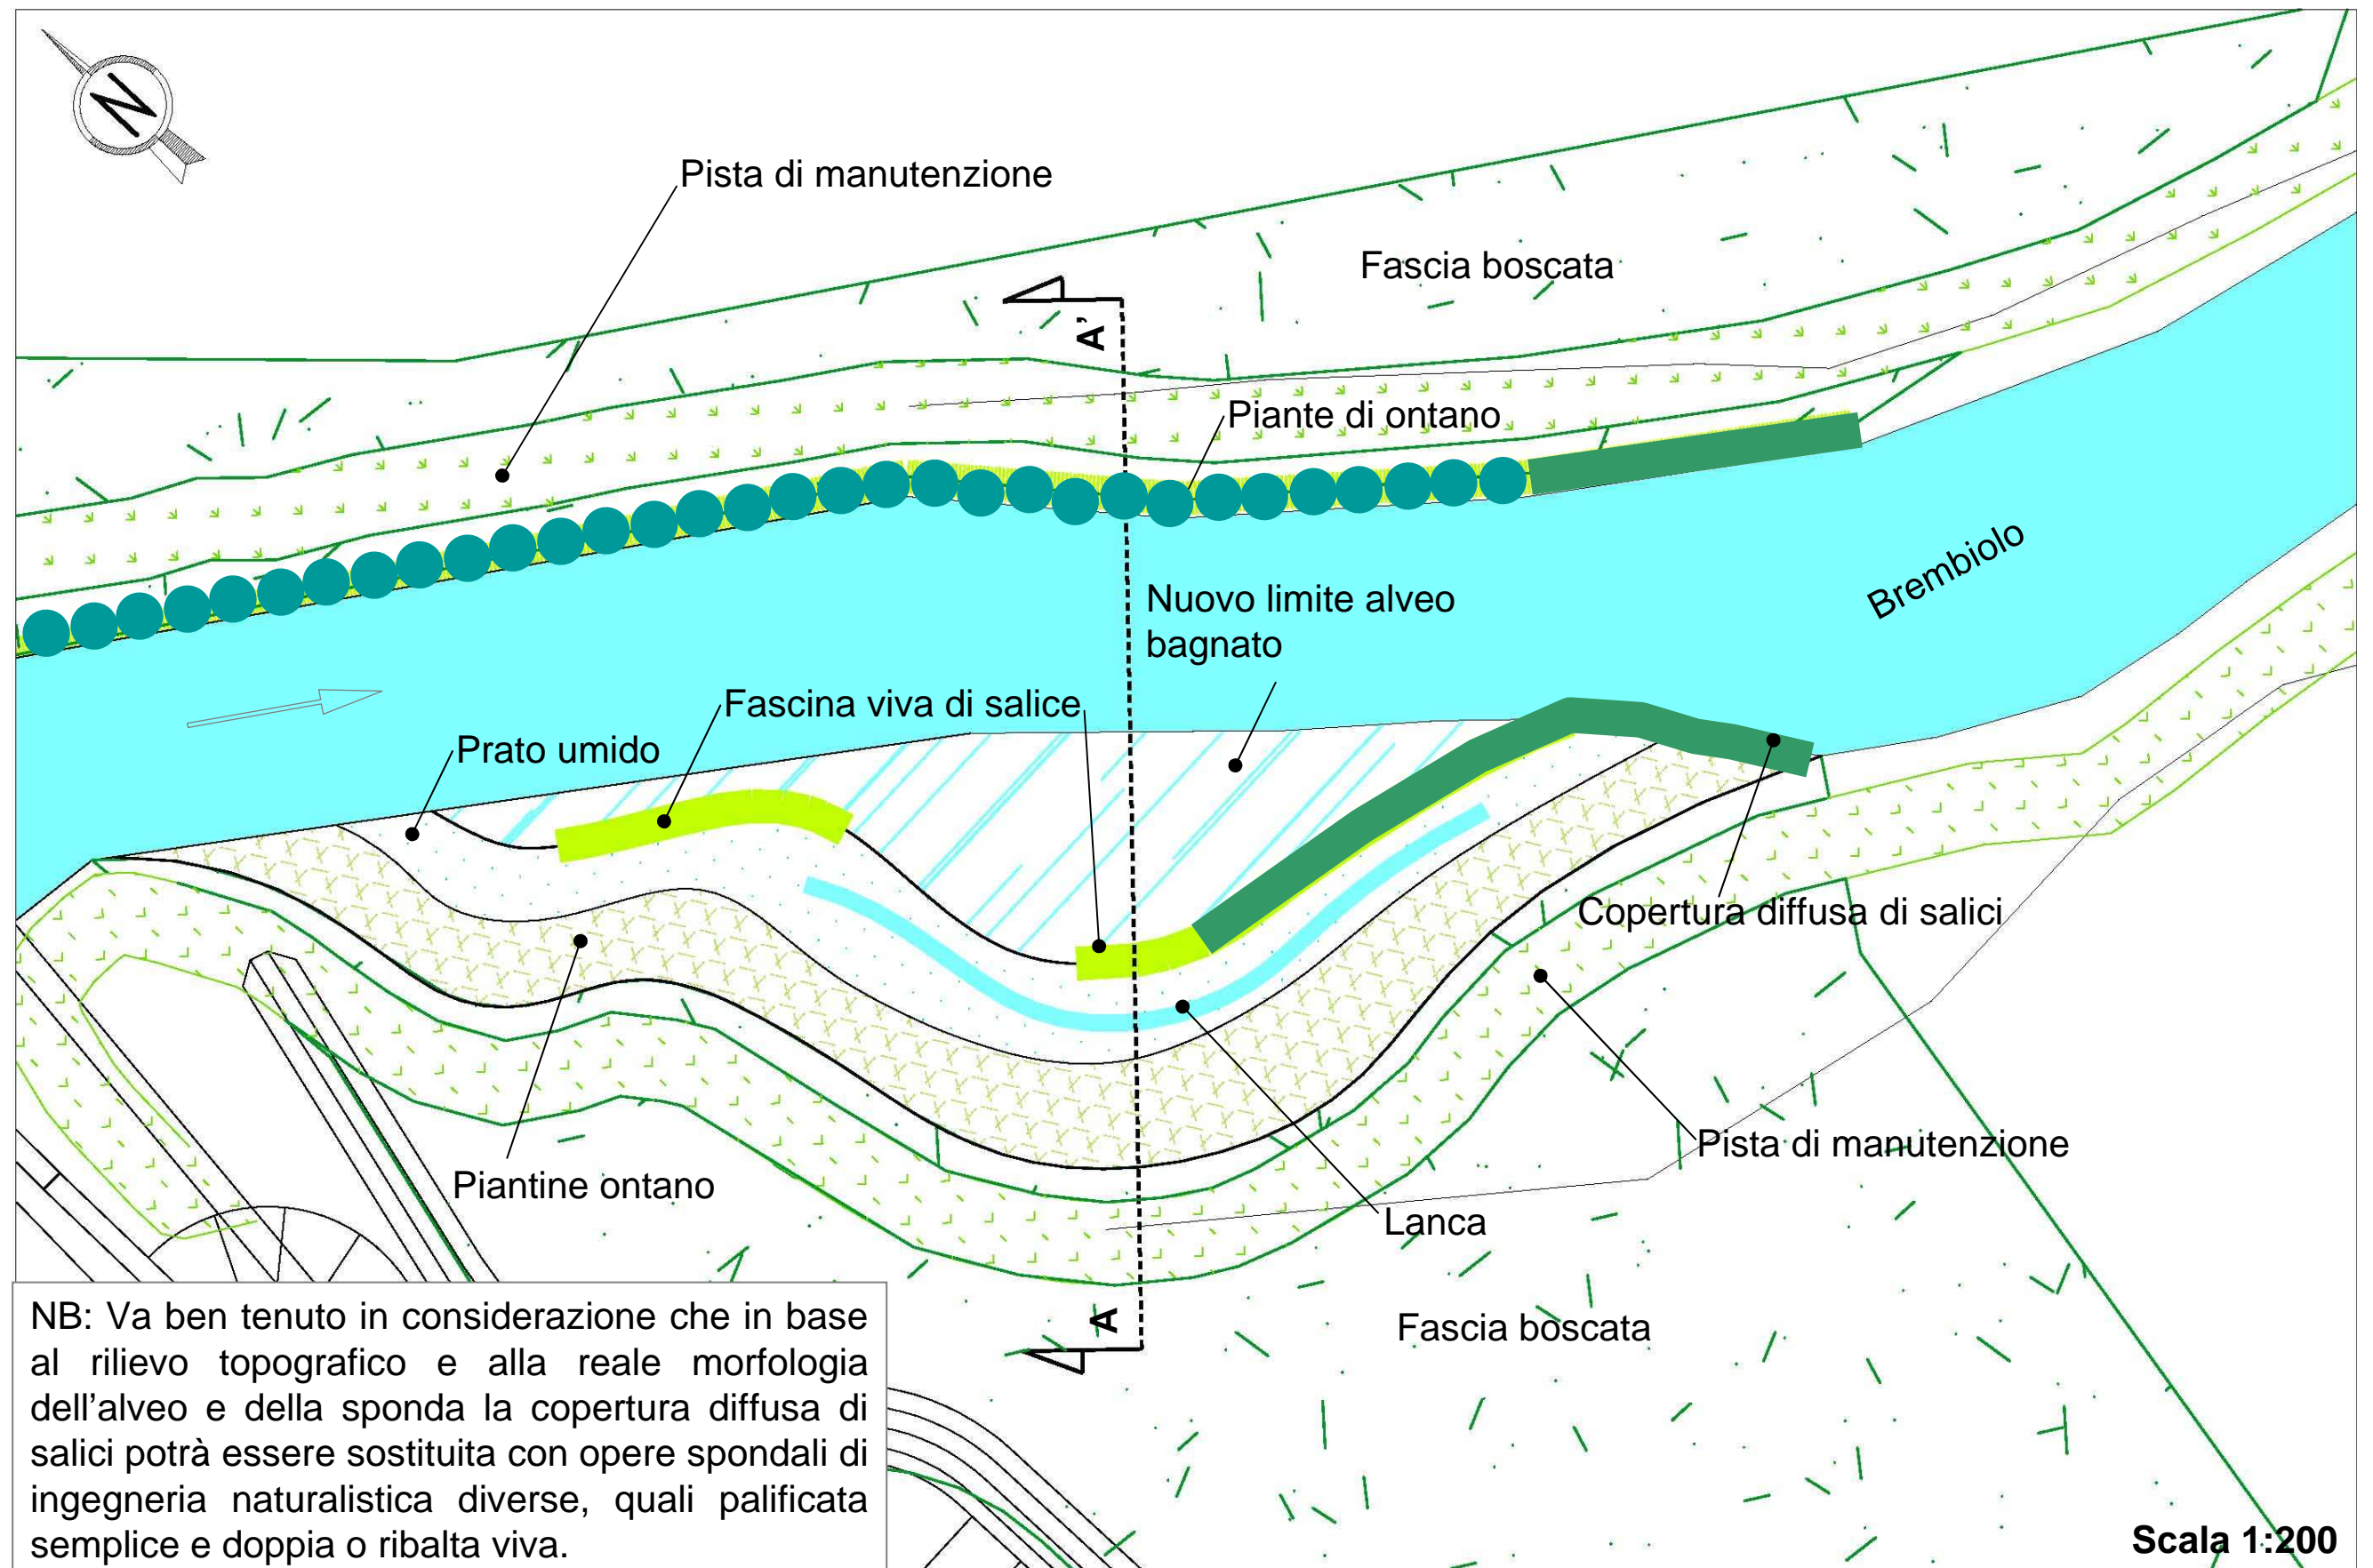 N
Pista di manutenzione
Fascia boscata
A'
Piante di ontano
Brembiolo
Nuovo limite alveo
bagnato
Fascina viva di salice
Prato umido
Copertura diffusa di salici
Pista di manutenzione
Piantine ontano
Lanca
A
Fascia boscata
NB: Va ben tenuto in considerazione che in base
al rilievo topografico e alla reale morfologia
dell'alveo e della sponda la copertura diffusa di
salici potrà essere sostituita con opere spondali di
ingegneria naturalistica diverse, quali palificata
semplice e doppia o ribalta viva.
Scala 1:200